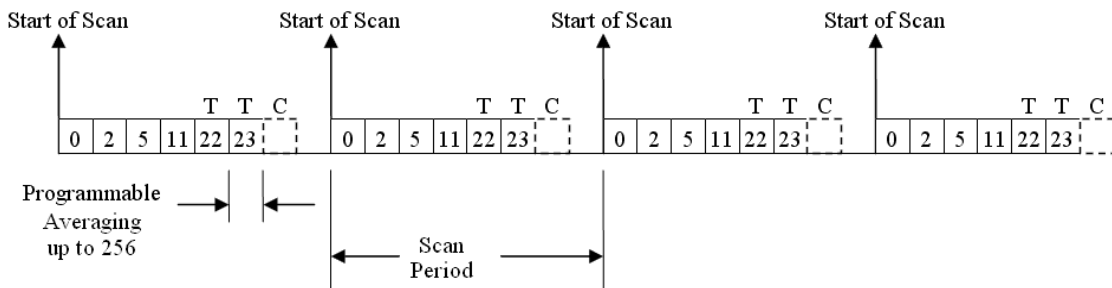 Start of Scan Start of Scan Start of Scan Start of Scan
T T C T T C T T C T T C
0 2 5 11 22 23 0 2 5 11 22 23 0 2 5 11 22 23 0 2 5 11 22 23
Programmable
Averaging
up to 256
Scan
Period